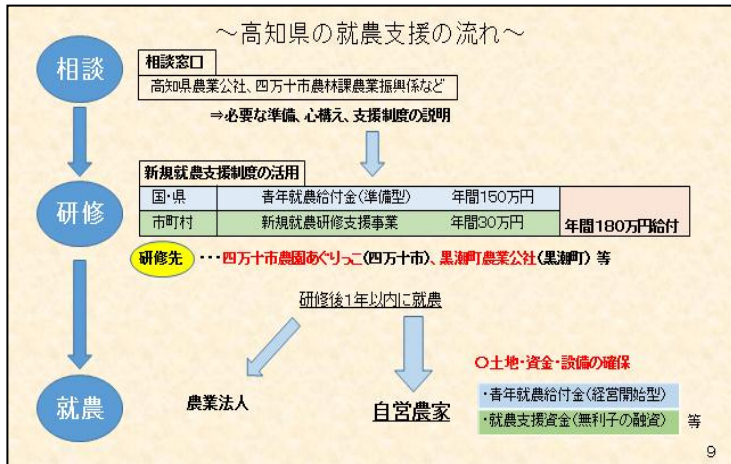 ～高知県の就農支援の流れ～
相談
相談窓口
高知県農業公社、四万十市農林課農業振興係など
⇒必要な準備、心構え、支援制度の説明
新規就農支援制度の活用
研修
国・県 青年就農給付金(準備型) 年間150万円
市町村 新規就農研修支援事業 年間30万円
年間180万円給付
研修先 ・・・四万十市農園あぐりっこ(四万十市)、黒潮町農業公社(黒潮町) 等
研修後1年以内に就農
就農
農業法人
自営農家
○土地・資金・設備の確保
・青年就農給付金(経営開始型)
・就農支援資金(無利子の融資) 等
9